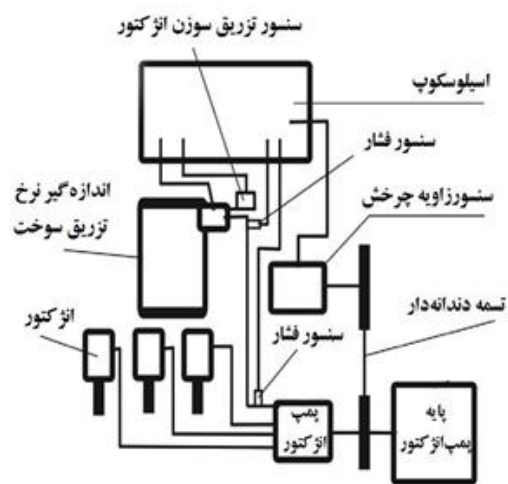 سنسور تزریق سوزن انژکتور
اسیلوسکوپ
سنسور فشار
اندازه‌گیر نرخ
تزریق سوخت
سنسورزاویه چرخش
انژکتور
سنسور فشار
تسمه دندانه‌دار
پمپ
انژکتور
پایه
پمپ‌انژکتور